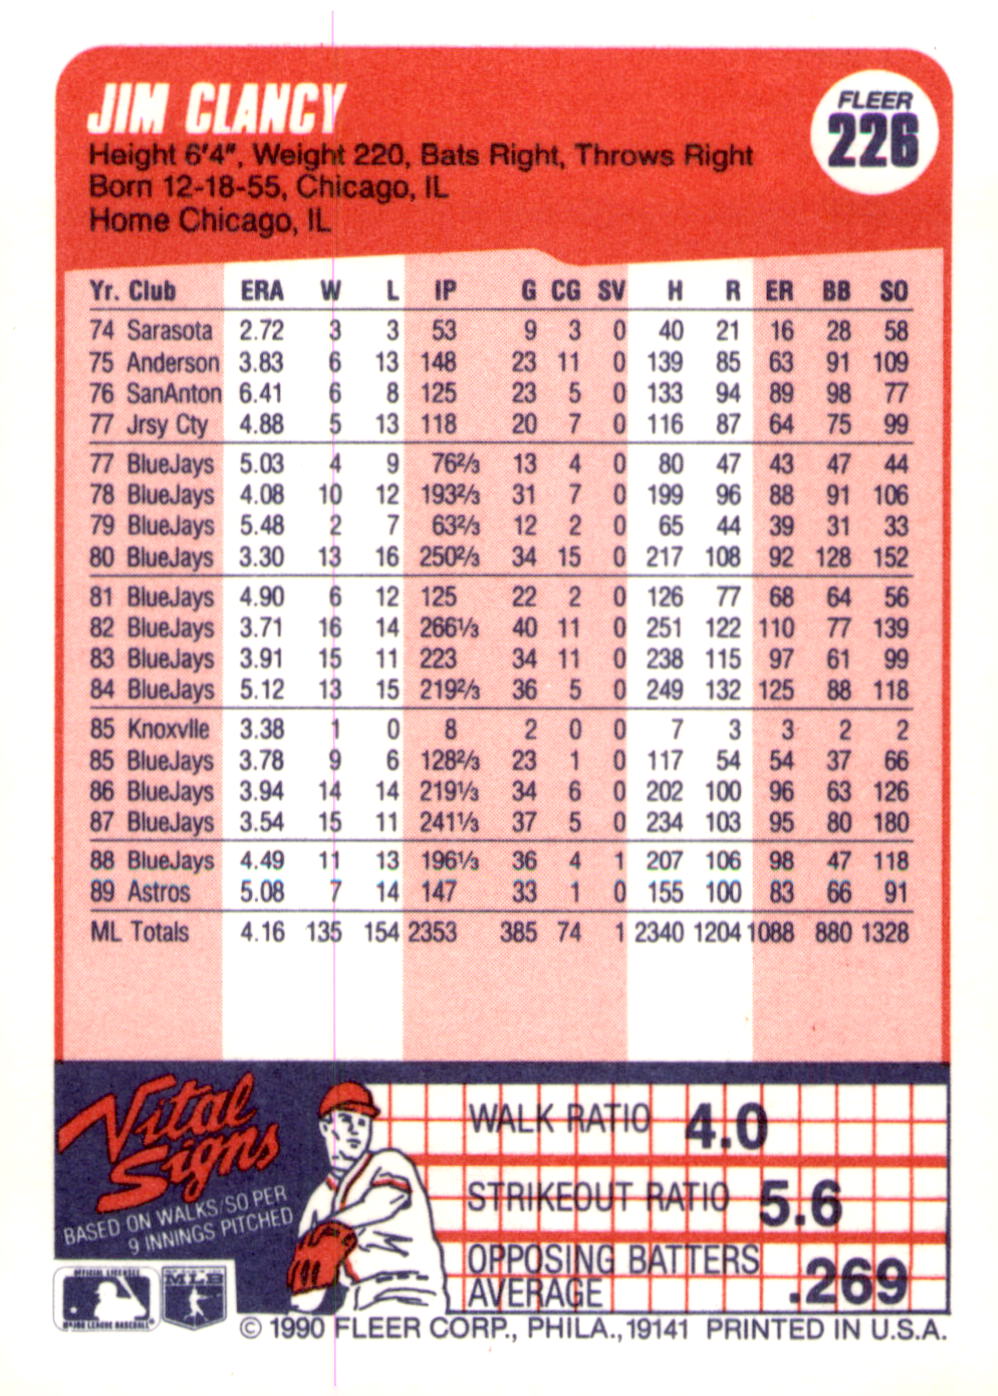 JIM CLANCY
FLEER
226
Height 6'4", Weight 220, Bats Right, Throws Right
Born 12-18-55, Chicago, IL
Home Chicago, IL
Yr. Club ERA W L IP G CG SV H R ER BB SO
74 Sarasota 2.72 3 3 53 9 3 0 40 21 16 28 58
75 Anderson 3.83 6 13 148 23 11 0 139 85 63 91 109
76 SanAnton 6.41 6 8 125 23 5 0 133 94 89 98 77
77 Jrsy Cty 4.88 5 13 118 20 7 0 116 87 64 75 99
77 BlueJays 5.03 4 9 762/3 13 4 0 80 47 43 47 44
78 BlueJays 4.08 10 12 1932/3 31 7 0 199 96 88 91 106
79 BlueJays 5.48 2 7 632/3 12 2 0 65 44 39 31 33
80 BlueJays 3.30 13 16 2502/3 34 15 0 217 108 92 128 152
81 BlueJays 4.90 6 12 125 22 2 0 126 77 68 64 56
82 BlueJays 3.71 16 14 2661/3 40 11 0 251 122 110 77 139
83 BlueJays 3.91 15 11 223 34 11 0 238 115 97 61 99
84 BlueJays 5.12 13 15 2192/3 36 5 0 249 132 125 88 118
85 Knoxvlle 3.38 1 0 8 2 0 0 7 3 3 2 2
85 BlueJays 3.78 9 6 1282/3 23 1 0 117 54 54 37 66
86 BlueJays 3.94 14 14 2191/3 34 6 0 202 100 96 63 126
87 BlueJays 3.54 15 11 2411/3 37 5 0 234 103 95 80 180
88 BlueJays 4.49 11 13 1961/3 36 4 1 207 106 98 47 118
89 Astros 5.08 7 14 147 33 1 0 155 100 83 66 91
ML Totals 4.16 135 154 2353 385 74 1 2340 1204 1088 880 1328
Vital
Signs
BASED ON WALKS/SO PER
9 INNINGS PITCHED
WALK RATIO 4.0
STRIKEOUT RATIO 5.6
OPPOSING BATTERS
AVERAGE .269
OFFICIAL LICENSEE
MAJOR LEAGUE BASEBALL
MLB
© 1990 FLEER CORP., PHILA., 19141 PRINTED IN U.S.A.